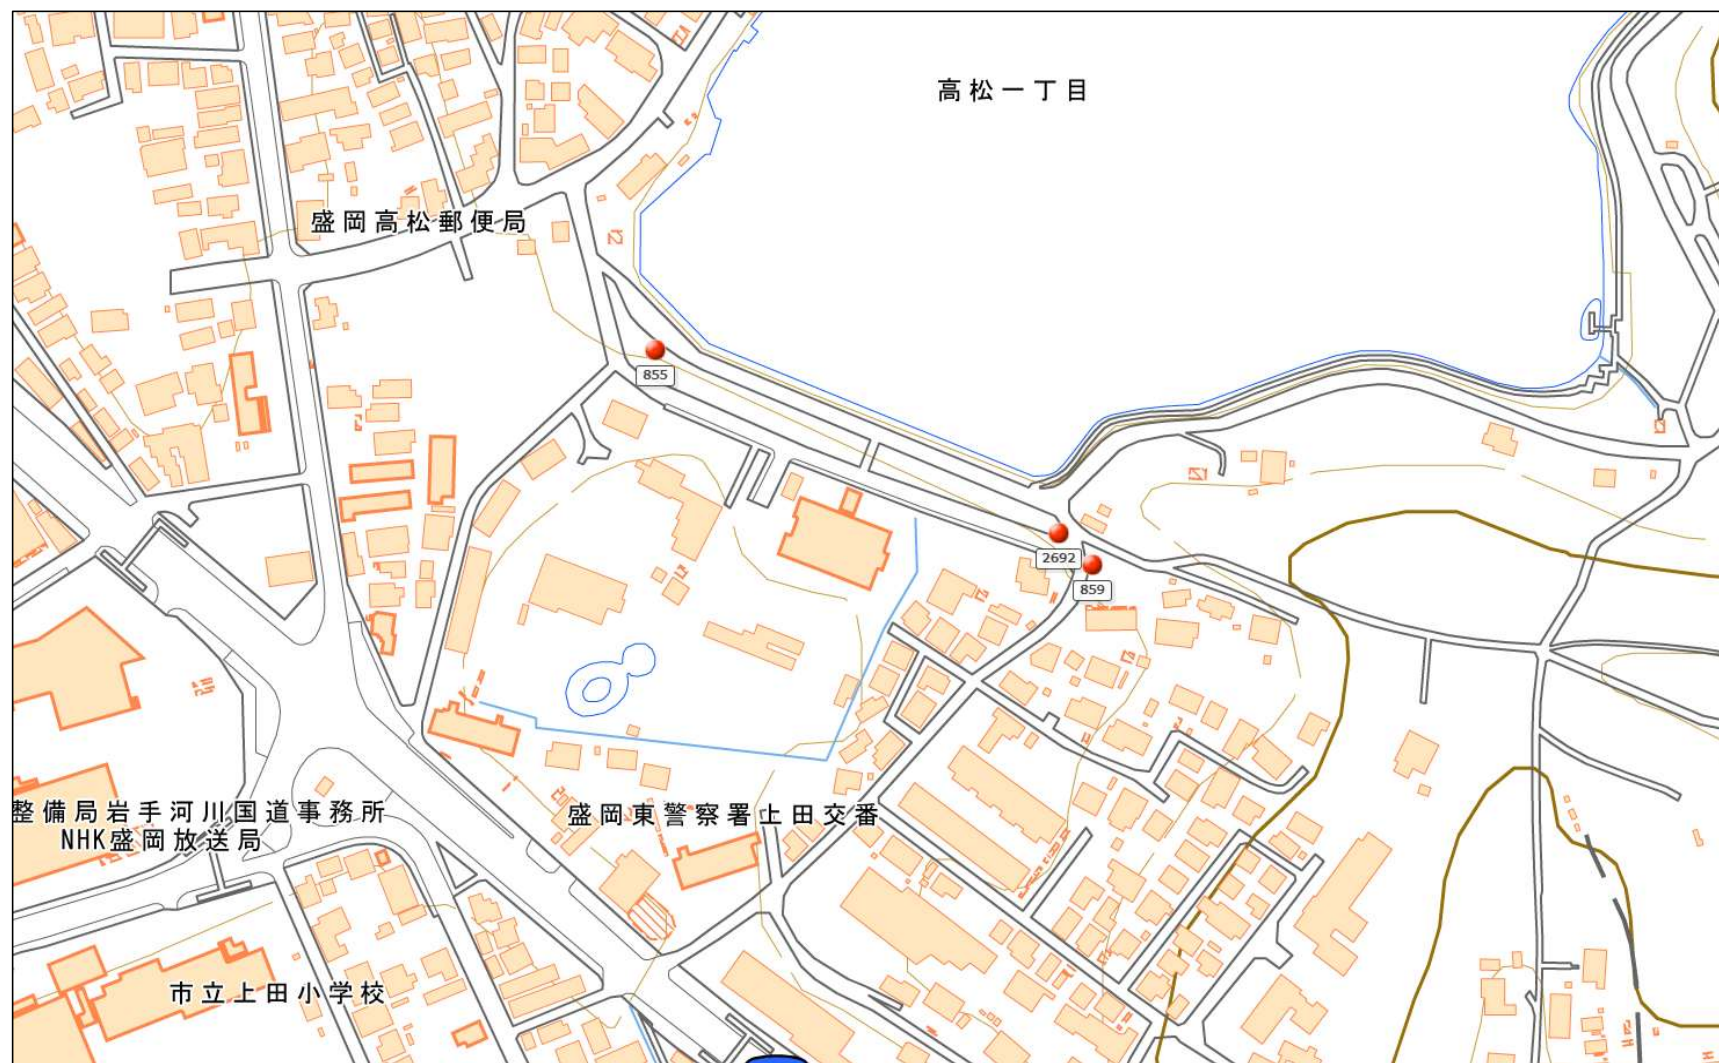 高松一丁目
盛岡高松郵便局
855
2692
859
整備局岩手河川国道事務所
NHK盛岡放送局
盛岡東警察署上田交番
市立上田小学校